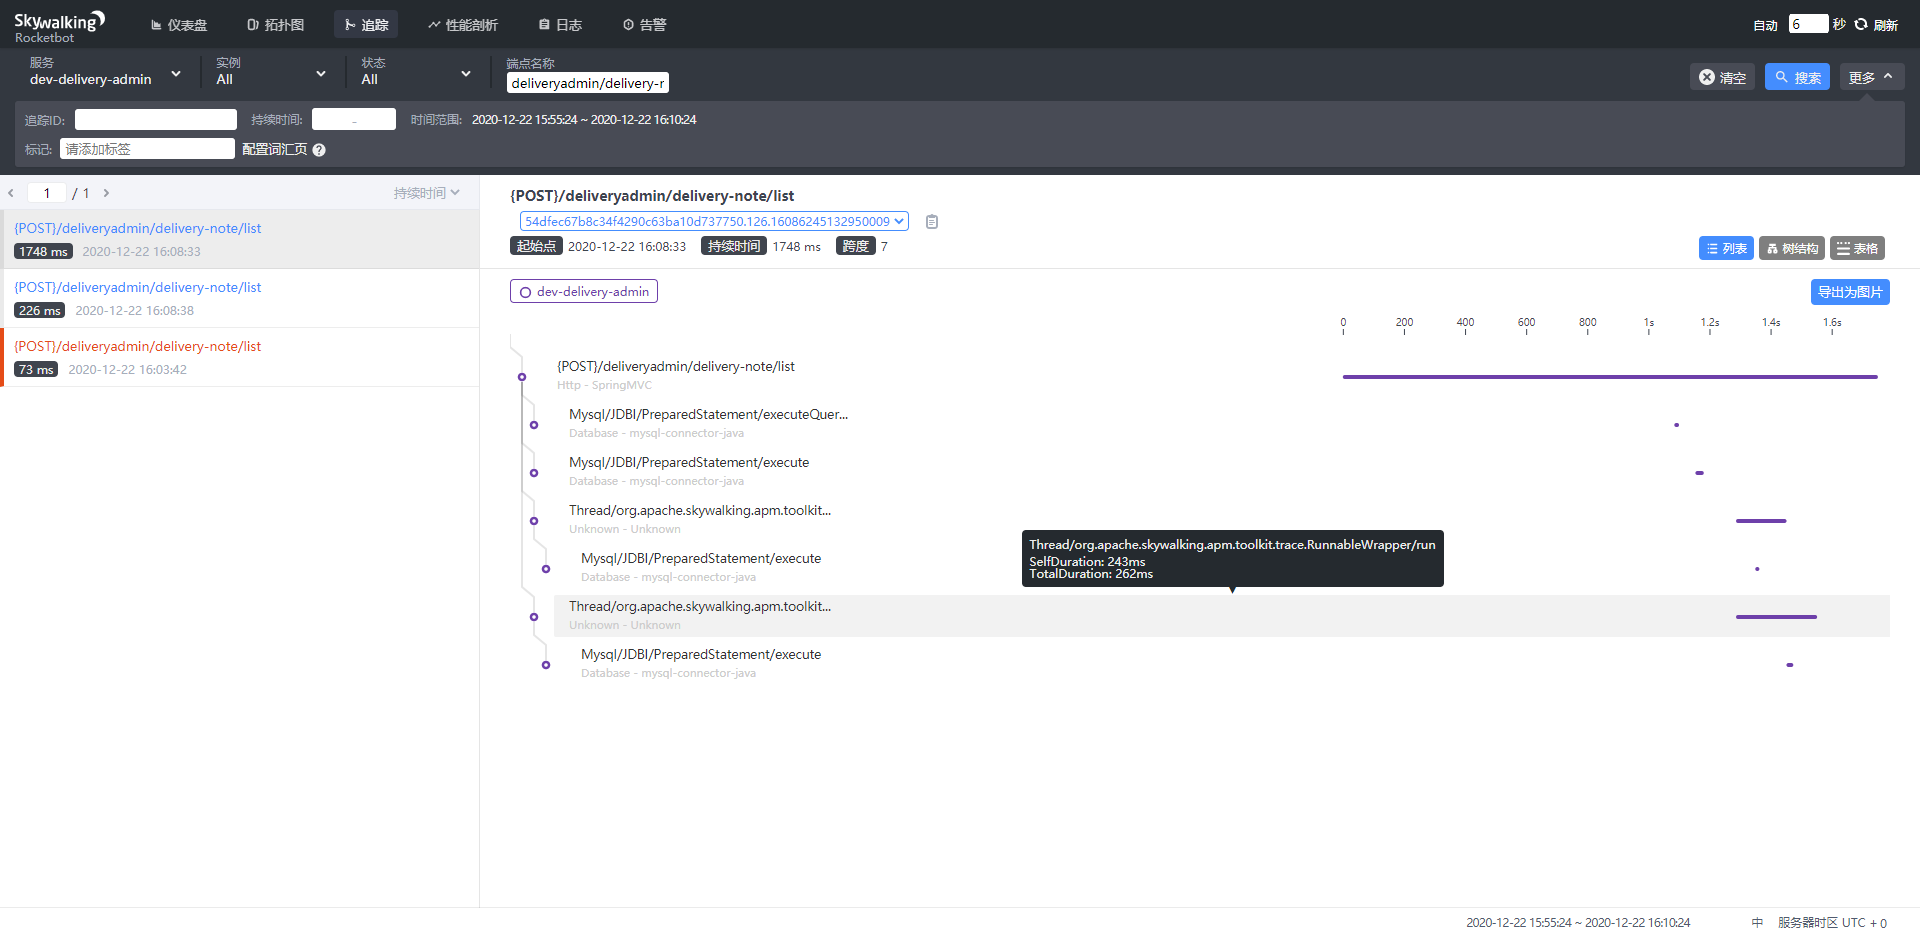 Skywalking
Rocketbot
仪表盘 拓扑图 追踪 性能剖析 日志 告警
自动 6 秒 刷新
服务 实例 状态 端点名称
dev-delivery-admin All All deliveryadmin/delivery-r
清空 搜索 更多
追踪ID: 持续时间: - 时间范围: 2020-12-22 15:55:24 ~ 2020-12-22 16:10:24
标记: 请添加标签 配置词汇页 ?
1 / 1 持续时间
{POST}/deliveryadmin/delivery-note/list
1748 ms 2020-12-22 16:08:33
{POST}/deliveryadmin/delivery-note/list
226 ms 2020-12-22 16:08:38
{POST}/deliveryadmin/delivery-note/list
73 ms 2020-12-22 16:03:42
{POST}/deliveryadmin/delivery-note/list
54dfec67b8c34f4290c63ba10d737750.126.16086245132950009
起始点 2020-12-22 16:08:33 持续时间 1748 ms 跨度 7
列表 树结构 表格
dev-delivery-admin
导出为图片
0 200 400 600 800 1s 1.2s 1.4s 1.6s
{POST}/deliveryadmin/delivery-note/list
Http - SpringMVC
Mysql/JDBI/PreparedStatement/executeQuer...
Database - mysql-connector-java
Mysql/JDBI/PreparedStatement/execute
Database - mysql-connector-java
Thread/org.apache.skywalking.apm.toolkit...
Unknown - Unknown
Mysql/JDBI/PreparedStatement/execute
Database - mysql-connector-java
Thread/org.apache.skywalking.apm.toolkit.trace.RunnableWrapper/run
SelfDuration: 243ms
TotalDuration: 262ms
Thread/org.apache.skywalking.apm.toolkit...
Unknown - Unknown
Mysql/JDBI/PreparedStatement/execute
Database - mysql-connector-java
2020-12-22 15:55:24 ~ 2020-12-22 16:10:24 中 服务器时区 UTC + 0